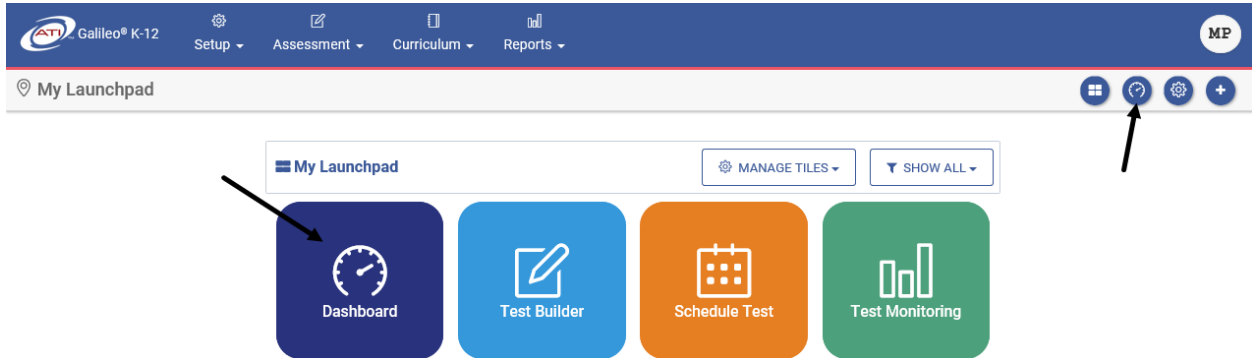 ATI Galileo® K-12
Setup
Assessment
Curriculum
Reports
MP
My Launchpad
My Launchpad
MANAGE TILES
SHOW ALL
Dashboard
Test Builder
Schedule Test
Test Monitoring